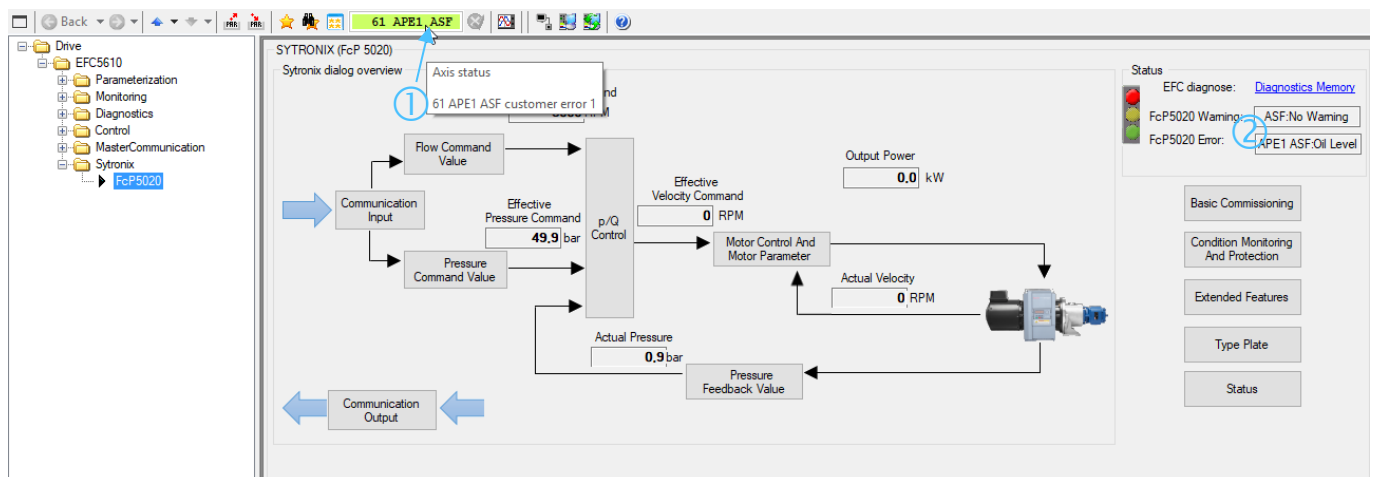 Back
PAR
PAR
61 APE1 ASF
Drive
EFC5610
Parameterization
Monitoring
Diagnostics
Control
MasterCommunication
Sytronix
FcP5020
SYTRONIX (FcP 5020)
Sytronix dialog overview
Axis status
61 APE1 ASF customer error 1
1
nd
Flow Command
Value
Communication
Input
Effective
Pressure Command
49,9 bar
Pressure
Command Value
p/Q
Control
Effective
Velocity Command
0 RPM
Output Power
0,0 kW
Motor Control And
Motor Parameter
Actual Velocity
0 RPM
Actual Pressure
0,9 bar
Pressure
Feedback Value
Communication
Output
Status
EFC diagnose: Diagnostics Memory
FcP5020 Warning: ASF:No Warning
2
FcP5020 Error: APE1 ASF:Oil Level
Basic Commissioning
Condition Monitoring
And Protection
Extended Features
Type Plate
Status